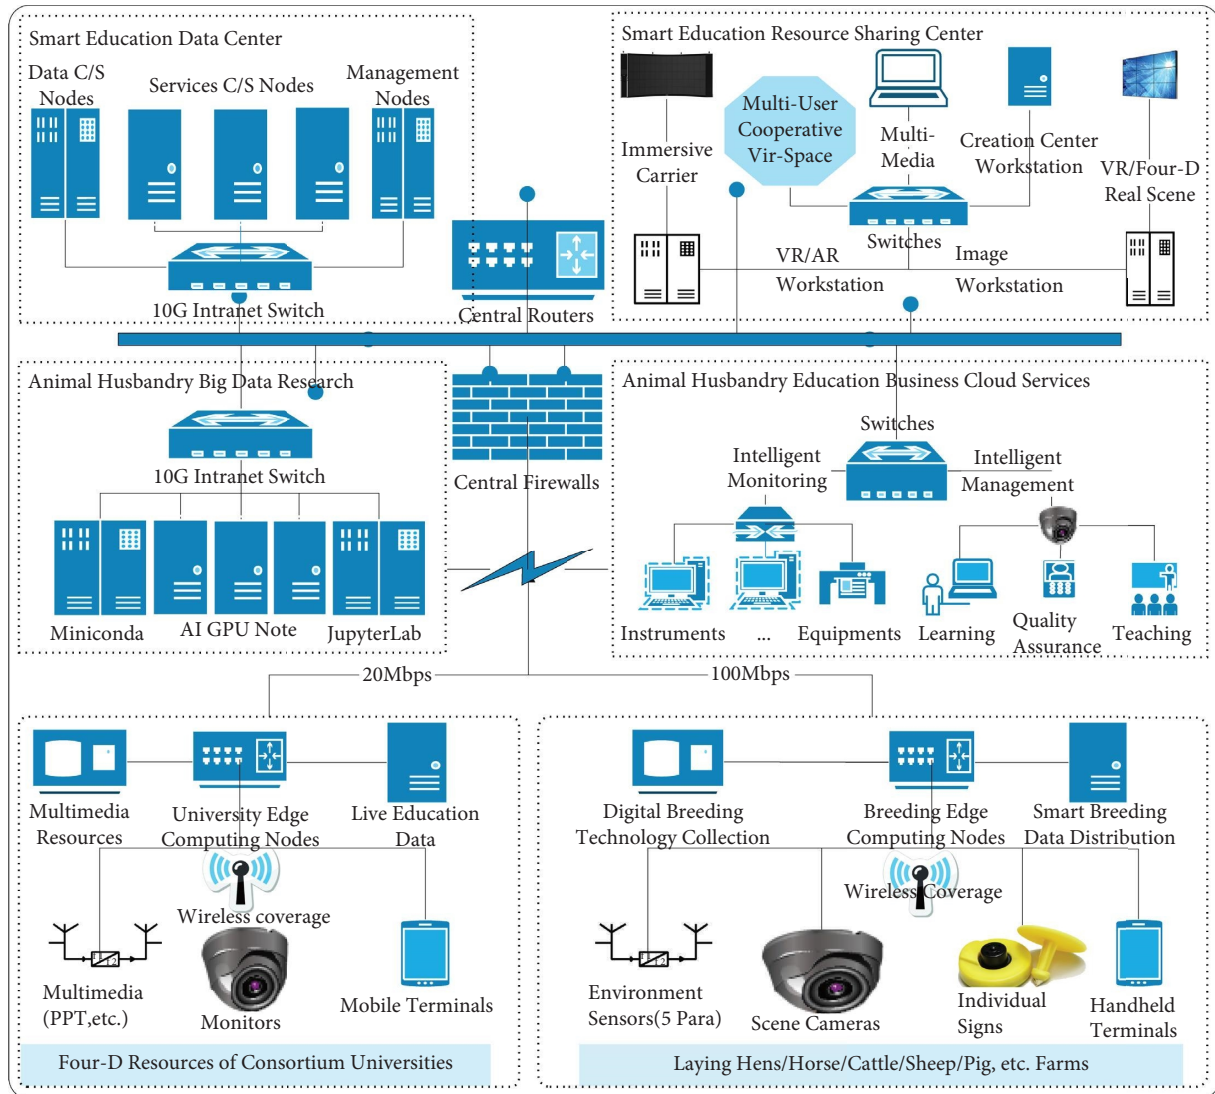 Smart Education Data Center
Data C/S
Nodes
Services C/S Nodes
Management
Nodes
10G Intranet Switch
Central Routers
Smart Education Resource Sharing Center
Immersive
Carrier
Multi-User
Cooperative
Vir-Space
Multi-
Media
Creation Center
Workstation
VR/Four-D
Real Scene
Switches
VR/AR
Workstation
Image
Workstation
Animal Husbandry Big Data Research
10G Intranet Switch
Miniconda
AI GPU Note
JupyterLab
Central Firewalls
Animal Husbandry Education Business Cloud Services
Switches
Intelligent
Monitoring
Intelligent
Management
Instruments
...
Equipments
Learning
Quality
Assurance
Teaching
20Mbps
100Mbps
Multimedia
Resources
University Edge
Computing Nodes
Live Education
Data
Wireless coverage
Multimedia
(PPT,etc.)
Monitors
Mobile Terminals
Four-D Resources of Consortium Universities
Digital Breeding
Technology Collection
Breeding Edge
Computing Nodes
Smart Breeding
Data Distribution
Wireless Coverage
Environment
Sensors(5 Para)
Scene Cameras
Individual
Signs
Handheld
Terminals
Laying Hens/Horse/Cattle/Sheep/Pig, etc. Farms